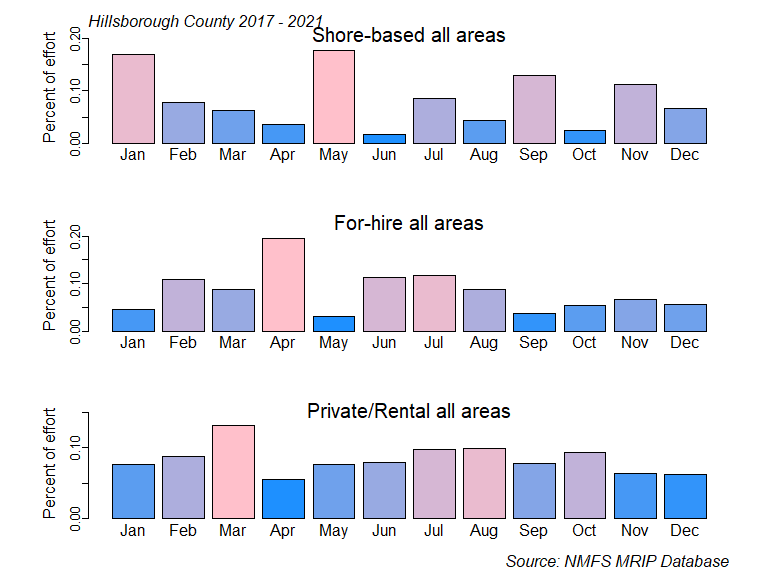 Hillsborough County 2017 - 2021
Shore-based all areas
Percent of effort
0.20
0.10
0.00
Jan Feb Mar Apr May Jun Jul Aug Sep Oct Nov Dec
For-hire all areas
Percent of effort
0.20
0.10
0.00
Jan Feb Mar Apr May Jun Jul Aug Sep Oct Nov Dec
Private/Rental all areas
Percent of effort
0.10
0.00
Jan Feb Mar Apr May Jun Jul Aug Sep Oct Nov Dec
Source: NMFS MRIP Database